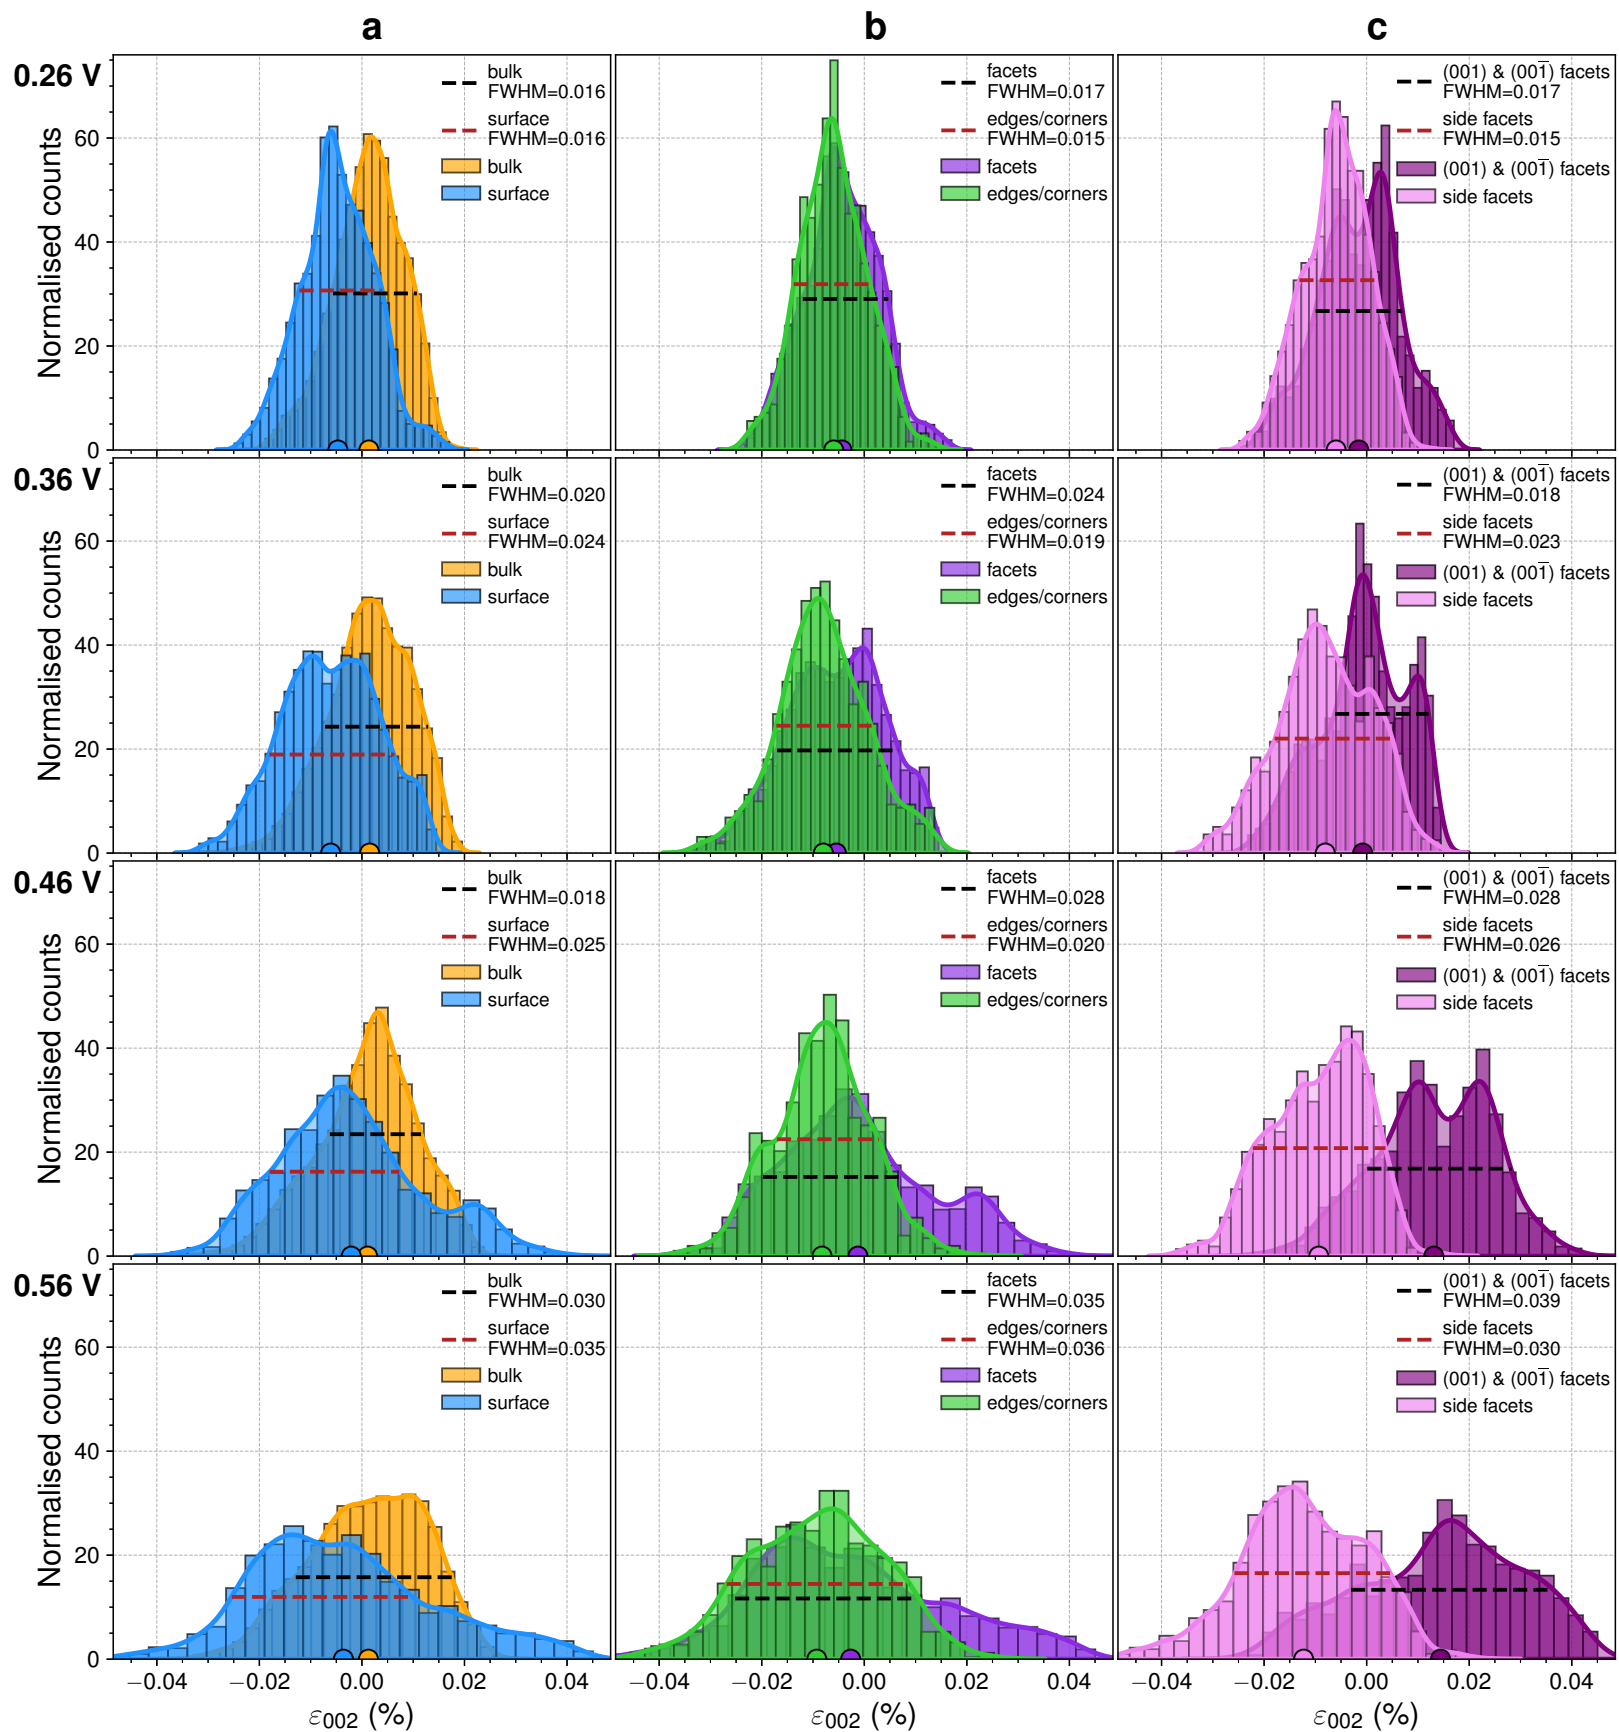 a b c
0.26 V
Normalised counts
60
40
20
0
bulk
FWHM=0.016
surface
FWHM=0.016
bulk
surface
facets
FWHM=0.017
edges/corners
FWHM=0.015
facets
edges/corners
(001) & (001̅) facets
FWHM=0.017
side facets
FWHM=0.015
(001) & (001̅) facets
side facets
0.36 V
Normalised counts
60
40
20
0
bulk
FWHM=0.020
surface
FWHM=0.024
bulk
surface
facets
FWHM=0.024
edges/corners
FWHM=0.019
facets
edges/corners
(001) & (001̅) facets
FWHM=0.018
side facets
FWHM=0.023
(001) & (001̅) facets
side facets
0.46 V
Normalised counts
60
40
20
0
bulk
FWHM=0.018
surface
FWHM=0.025
bulk
surface
facets
FWHM=0.028
edges/corners
FWHM=0.020
facets
edges/corners
(001) & (001̅) facets
FWHM=0.028
side facets
FWHM=0.026
(001) & (001̅) facets
side facets
0.56 V
Normalised counts
60
40
20
0
bulk
FWHM=0.030
surface
FWHM=0.035
bulk
surface
facets
FWHM=0.035
edges/corners
FWHM=0.036
facets
edges/corners
(001) & (001̅) facets
FWHM=0.039
side facets
FWHM=0.030
(001) & (001̅) facets
side facets
−0.04 −0.02 0.00 0.02 0.04
−0.04 −0.02 0.00 0.02 0.04
−0.04 −0.02 0.00 0.02 0.04
ε₀₀₂ (%)
ε₀₀₂ (%)
ε₀₀₂ (%)